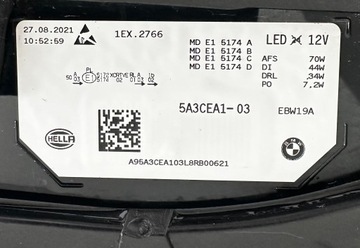 27.08.2021
10:52:59
1EX.2766
MD E1 5174 A
MD E1 5174 B
MD E1 5174 C
MD E1 5174 D
LED 12V
AFS 70W
DI 44W
DRL 34W
PO 7.2W
5A3CEA1-03
EBW19A
HELLA
A95A3CEA103L8RB00621